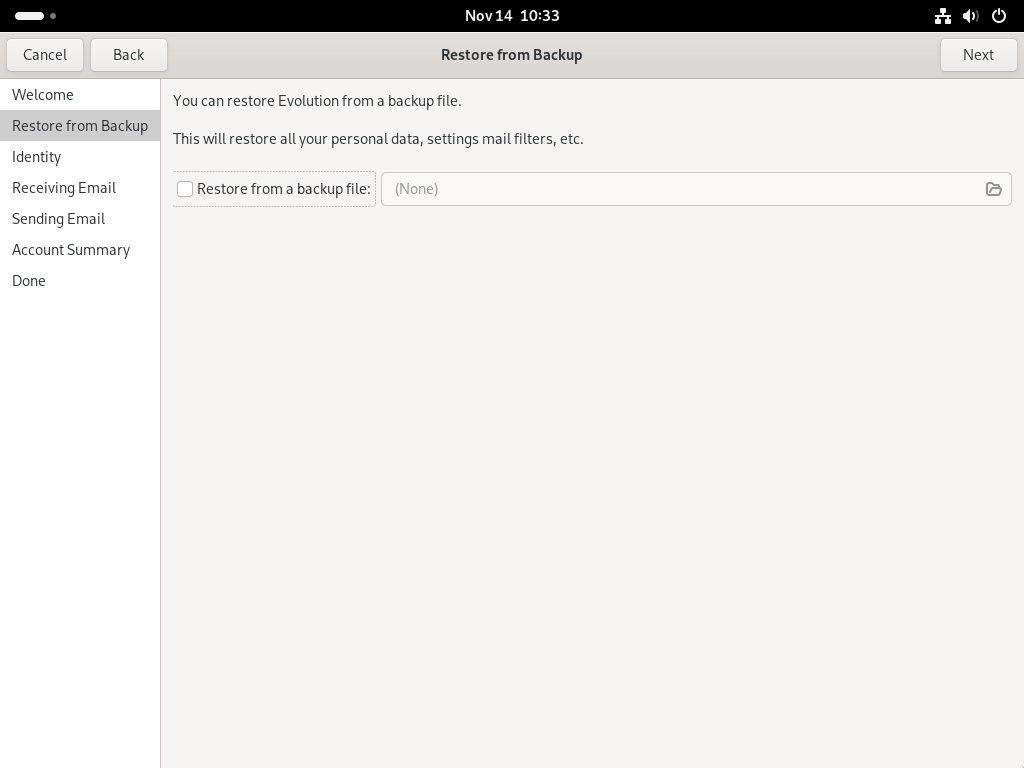 Nov 14 10:33
Cancel
Back
Restore from Backup
Next
Welcome
Restore from Backup
Identity
Receiving Email
Sending Email
Account Summary
Done
You can restore Evolution from a backup file.
This will restore all your personal data, settings mail filters, etc.
Restore from a backup file:
(None)